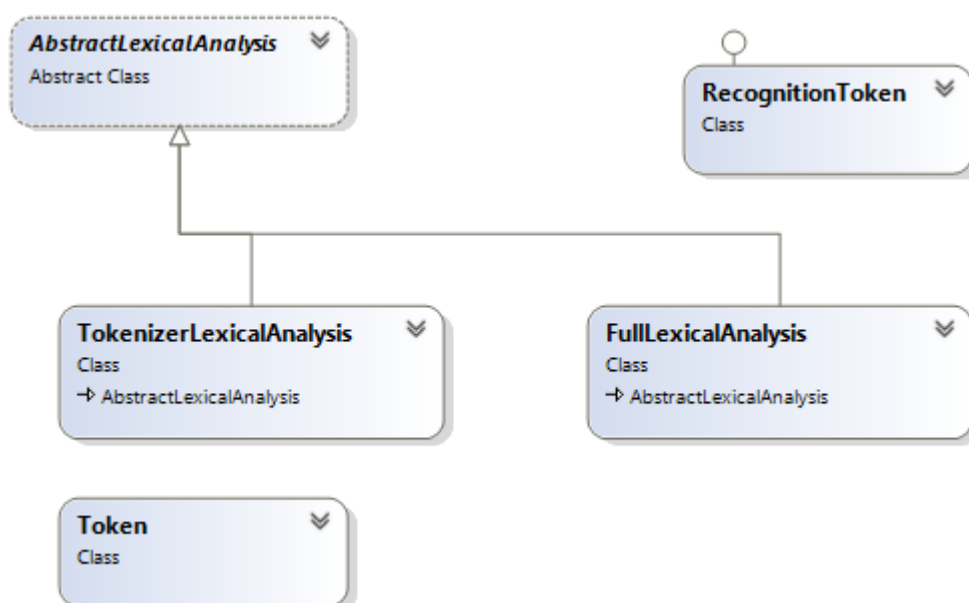 AbstractLexicalAnalysis
Abstract Class
RecognitionToken
Class
TokenizerLexicalAnalysis
Class
AbstractLexicalAnalysis
FullLexicalAnalysis
Class
AbstractLexicalAnalysis
Token
Class